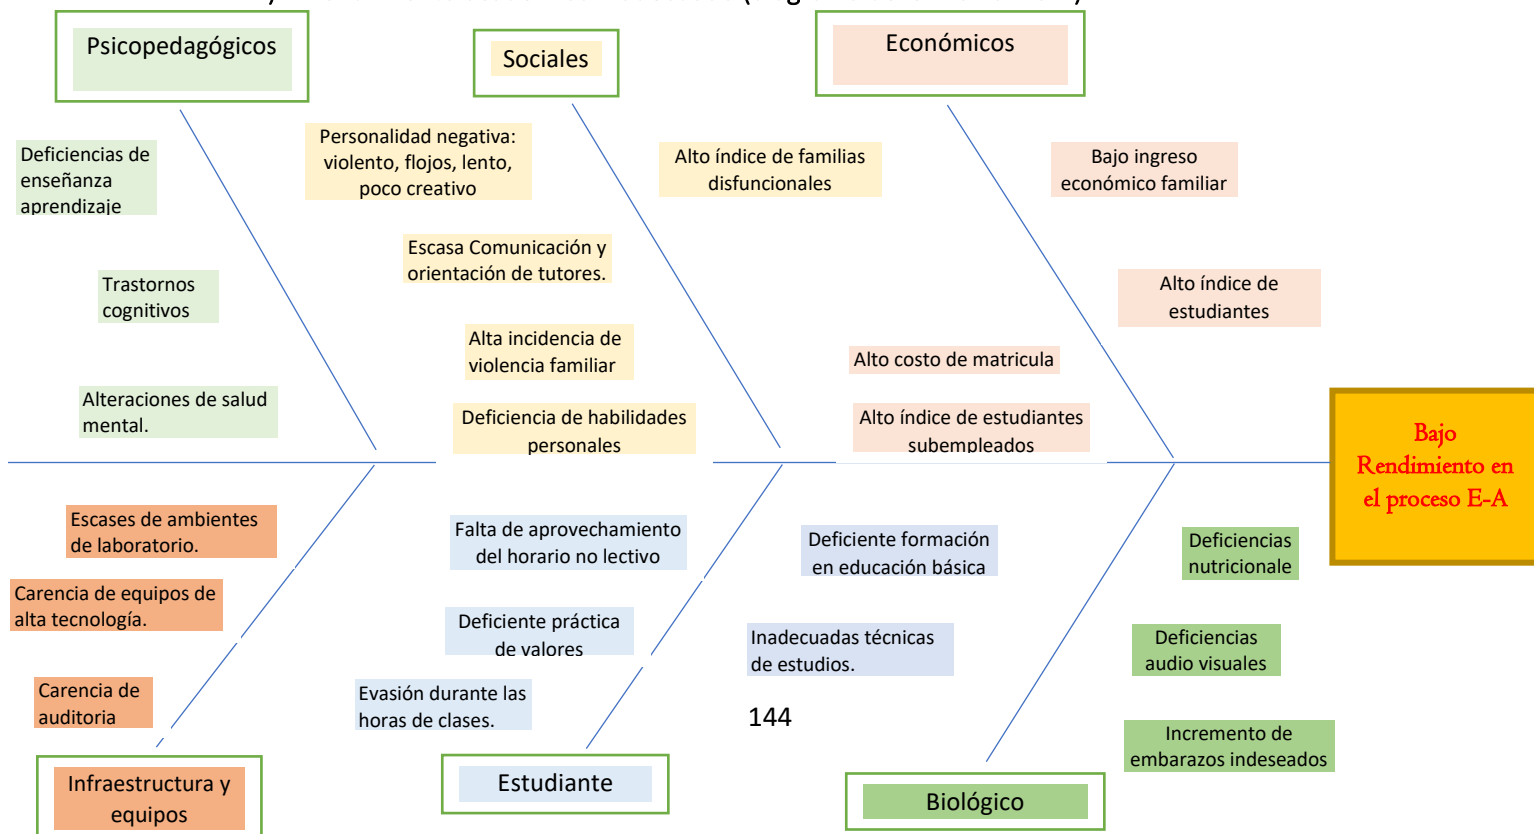 Psicopedagógicos
Sociales
Económicos
Deficiencias de
enseñanza
aprendizaje
Trastornos
cognitivos
Alteraciones de salud
mental.
Personalidad negativa:
violento, flojos, lento,
poco creativo
Escasa Comunicación y
orientación de tutores.
Alta incidencia de
violencia familiar
Deficiencia de habilidades
personales
Alto índice de familias
disfuncionales
Bajo ingreso
económico familiar
Alto índice de
estudiantes
Alto costo de matricula
Alto índice de estudiantes
subempleados
Bajo
Rendimiento en
el proceso E-A
Escases de ambientes
de laboratorio.
Carencia de equipos de
alta tecnología.
Carencia de
auditoria
Falta de aprovechamiento
del horario no lectivo
Deficiente práctica
de valores
Evasión durante las
horas de clases.
Deficiente formación
en educación básica
Inadecuadas técnicas
de estudios.
Deficiencias
nutricionale
Deficiencias
audio visuales
Incremento de
embarazos indeseados
144
Infraestructura y
equipos
Estudiante
Biológico